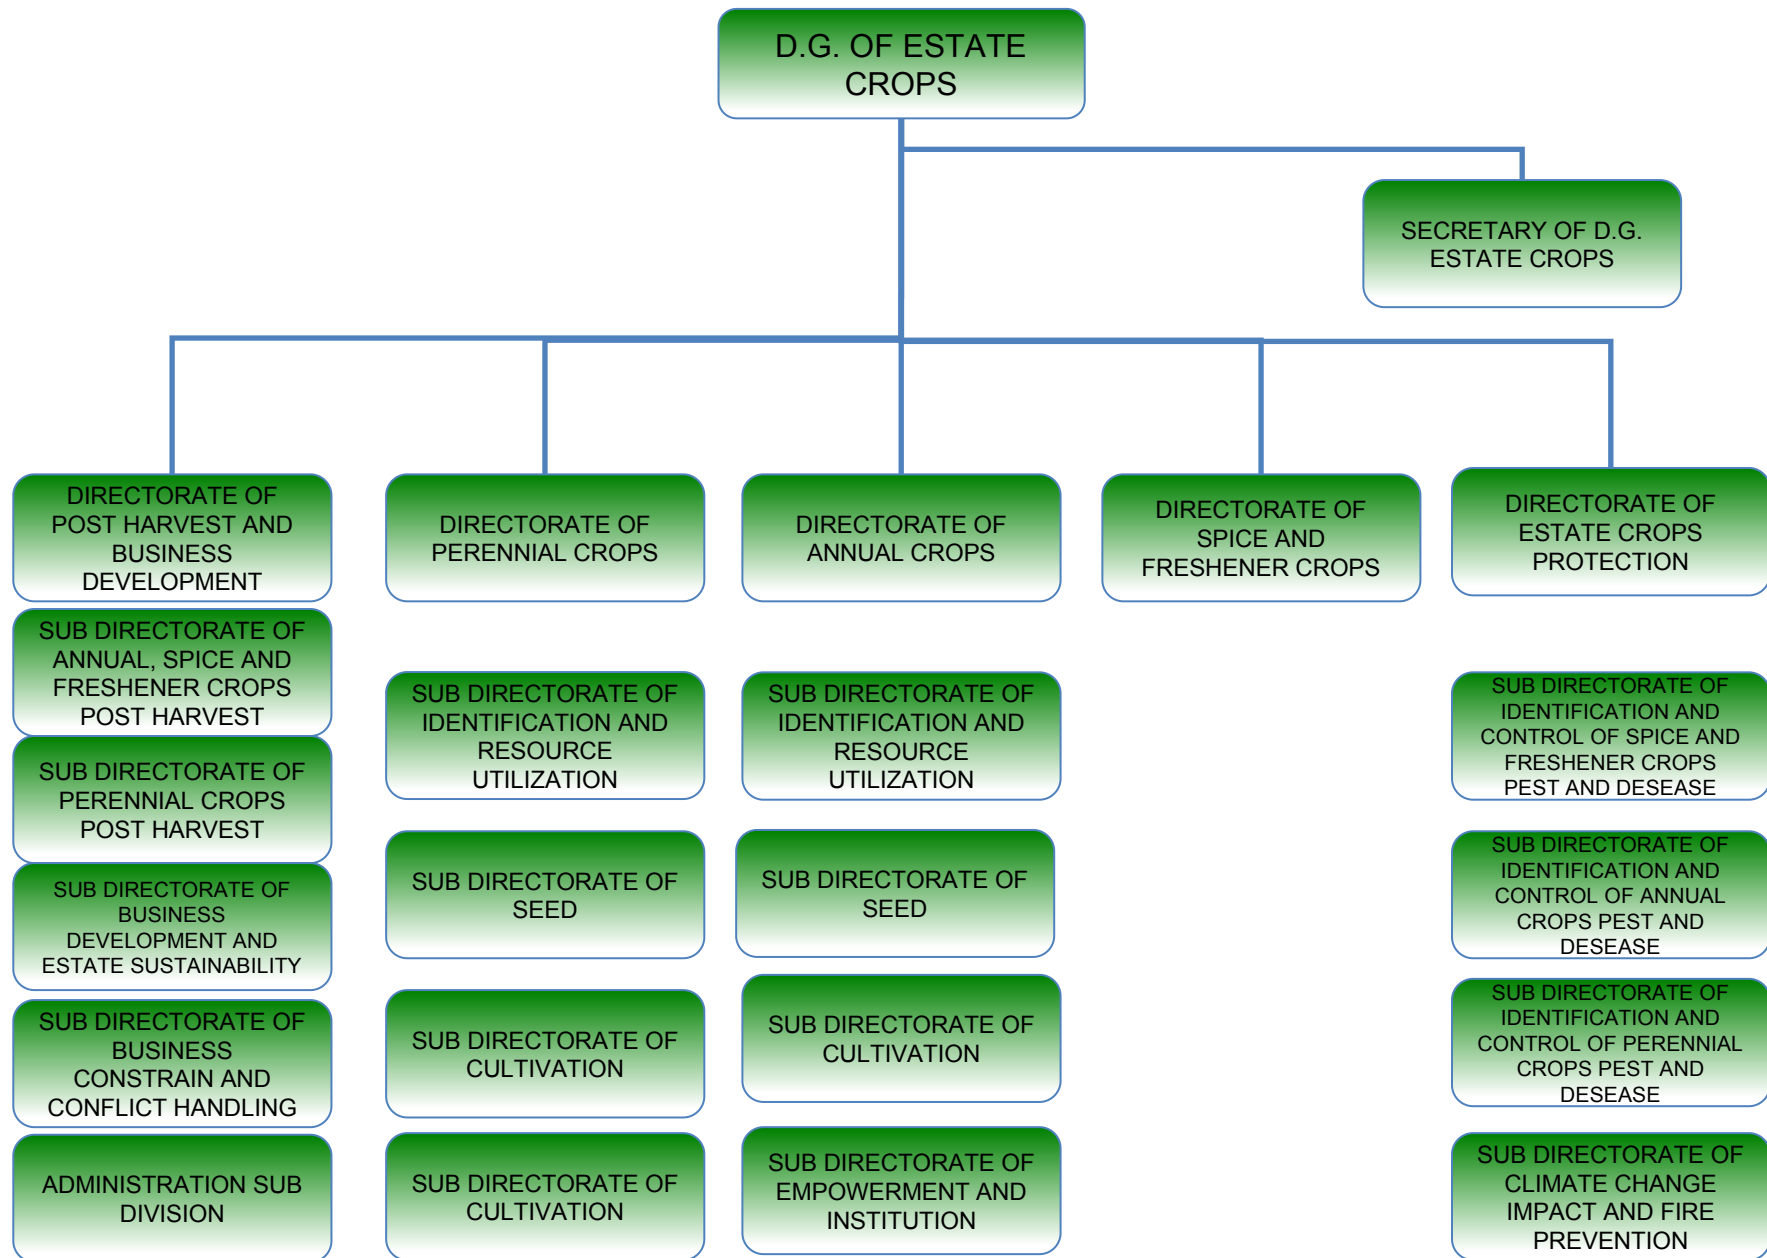 D.G. OF ESTATE
CROPS
SECRETARY OF D.G.
ESTATE CROPS
DIRECTORATE OF
POST HARVEST AND
BUSINESS
DEVELOPMENT
DIRECTORATE OF
PERENNIAL CROPS
DIRECTORATE OF
ANNUAL CROPS
DIRECTORATE OF
SPICE AND
FRESHENER CROPS
DIRECTORATE OF
ESTATE CROPS
PROTECTION
SUB DIRECTORATE OF
ANNUAL, SPICE AND
FRESHENER CROPS
POST HARVEST
SUB DIRECTORATE OF
PERENNIAL CROPS
POST HARVEST
SUB DIRECTORATE OF
BUSINESS
DEVELOPMENT AND
ESTATE SUSTAINABILITY
SUB DIRECTORATE OF
BUSINESS
CONSTRAIN AND
CONFLICT HANDLING
ADMINISTRATION SUB
DIVISION
SUB DIRECTORATE OF
IDENTIFICATION AND
RESOURCE
UTILIZATION
SUB DIRECTORATE OF
SEED
SUB DIRECTORATE OF
CULTIVATION
SUB DIRECTORATE OF
CULTIVATION
SUB DIRECTORATE OF
IDENTIFICATION AND
RESOURCE
UTILIZATION
SUB DIRECTORATE OF
SEED
SUB DIRECTORATE OF
CULTIVATION
SUB DIRECTORATE OF
EMPOWERMENT AND
INSTITUTION
SUB DIRECTORATE OF
IDENTIFICATION AND
CONTROL OF SPICE AND
FRESHENER CROPS
PEST AND DESEASE
SUB DIRECTORATE OF
IDENTIFICATION AND
CONTROL OF ANNUAL
CROPS PEST AND
DESEASE
SUB DIRECTORATE OF
IDENTIFICATION AND
CONTROL OF PERENNIAL
CROPS PEST AND
DESEASE
SUB DIRECTORATE OF
CLIMATE CHANGE
IMPACT AND FIRE
PREVENTION